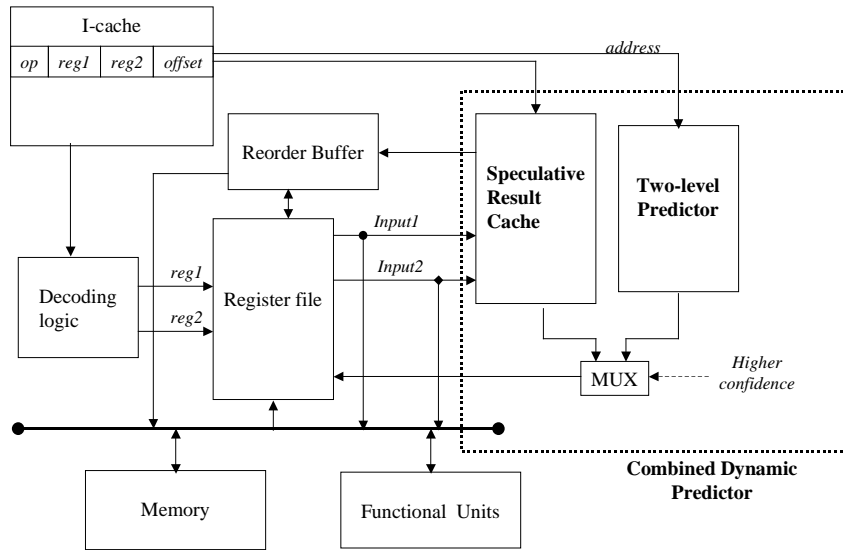 I-cache
op reg1 reg2 offset
address
Reorder Buffer
Speculative
Result
Cache
Two-level
Predictor
Input1
Input2
reg1
reg2
Decoding
logic
Register file
MUX
Higher
confidence
Combined Dynamic
Predictor
Memory
Functional Units